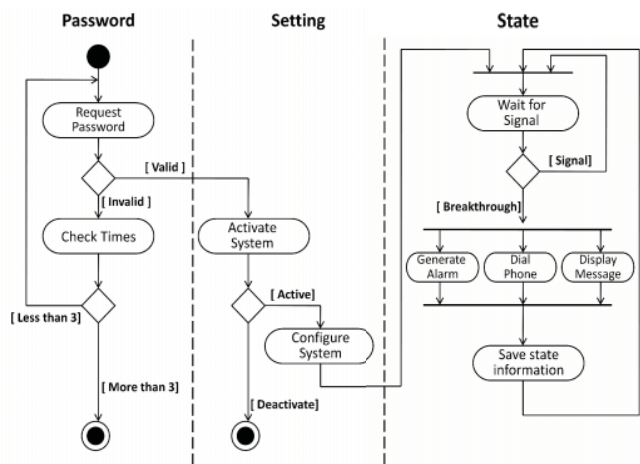 Password
Setting
State
Request
Password
[ Valid ]
[ Invalid ]
Check Times
[ Less than 3]
[ More than 3]
Activate
System
[Active]
Configure
System
[Deactivate]
Wait for
Signal
[ Signal]
[ Breakthrough]
Generate
Alarm
Dial
Phone
Display
Message
Save state
information